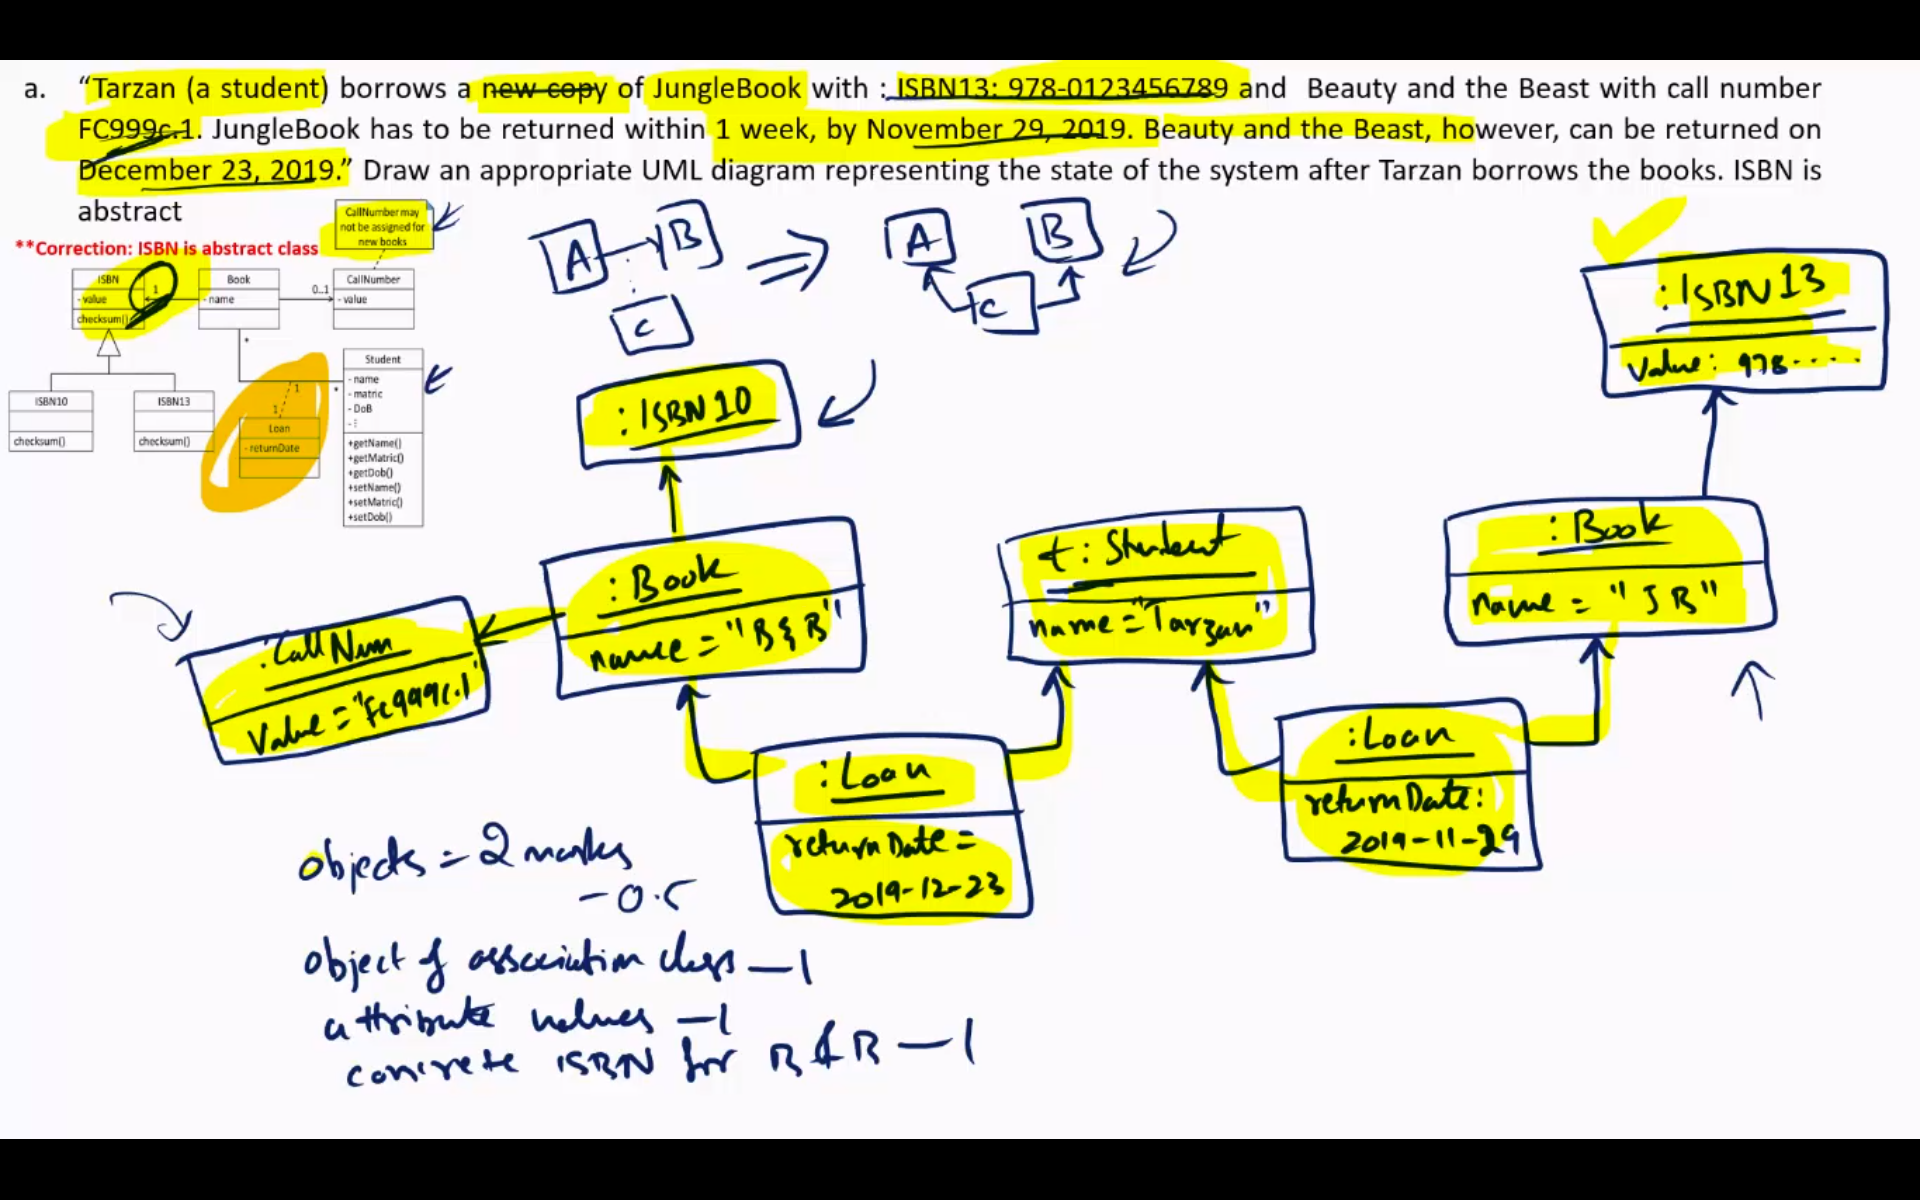 a. “Tarzan (a student) borrows a new copy of JungleBook with : ISBN13: 978-0123456789 and Beauty and the Beast with call number
FC999c.1. JungleBook has to be returned within 1 week, by November 29, 2019. Beauty and the Beast, however, can be returned on
December 23, 2019.” Draw an appropriate UML diagram representing the state of the system after Tarzan borrows the books. ISBN is
abstract
**Correction: ISBN is abstract class
CallNumber may
not be assigned for
new books
ISBN
- value
checksum()
1
Book
- name
0..1
CallNumber
- value
*
*
1
1
Loan
- returnDate
Student
- name
- matric
- DoB
- ⋮
+getName()
+getMatric()
+getDob()
+setName()
+setMatric()
+setDob()
ISBN10
checksum()
ISBN13
checksum()
A
B
C
A
B
C
: ISBN13
Value: 978.....
: ISBN10
: Book
name = "B&B"
t : Student
name = "Tarzan"
: Book
name = "JB"
:CallNum
Value = "Fc999c.1"
:Loan
returnDate =
2019-12-23
:Loan
returnDate:
2019-11-29
objects = 2 marks
-0.5
object of association class — 1
attribute values — 1
concrete ISBN for B&B — 1